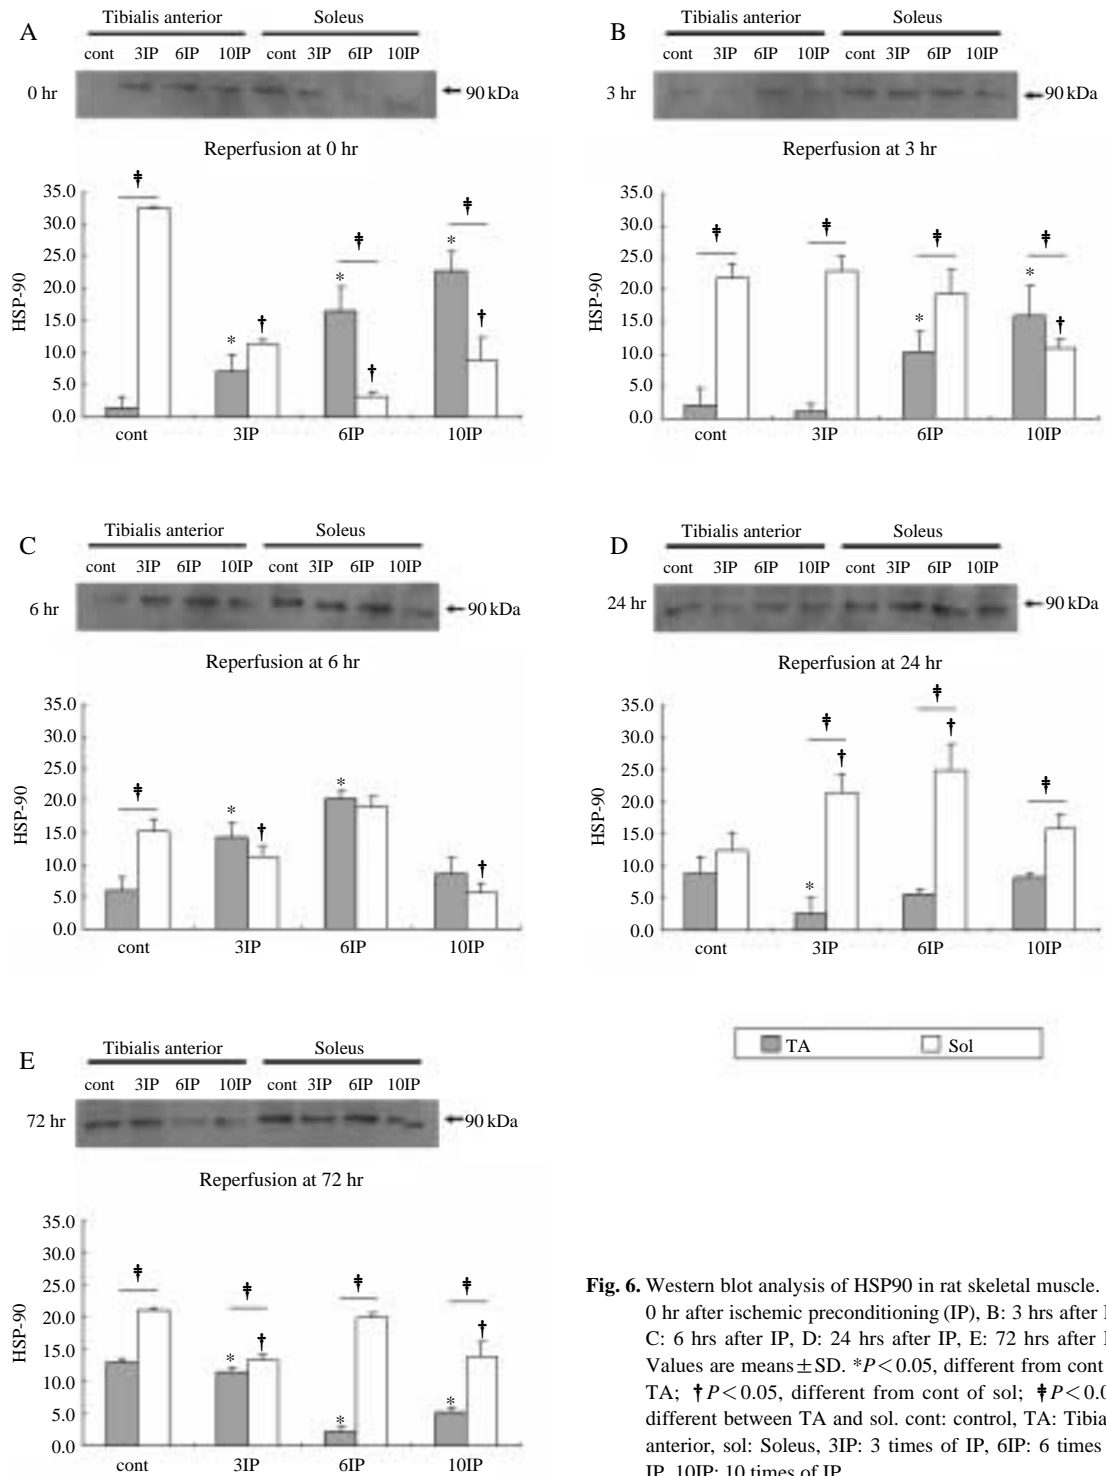 A
Tibialis anterior Soleus
cont 3IP 6IP 10IP cont 3IP 6IP 10IP
0 hr 90 kDa
Reperfusion at 0 hr
HSP-90
35.0
30.0
25.0
20.0
15.0
10.0
5.0
0.0
‡ * † * † ‡ * † ‡
cont 3IP 6IP 10IP
B
Tibialis anterior Soleus
cont 3IP 6IP 10IP cont 3IP 6IP 10IP
3 hr 90 kDa
Reperfusion at 3 hr
HSP-90
35.0
30.0
25.0
20.0
15.0
10.0
5.0
0.0
‡ ‡ * ‡ * † ‡
cont 3IP 6IP 10IP
C
Tibialis anterior Soleus
cont 3IP 6IP 10IP cont 3IP 6IP 10IP
6 hr 90 kDa
Reperfusion at 6 hr
HSP-90
35.0
30.0
25.0
20.0
15.0
10.0
5.0
0.0
‡ * † * †
cont 3IP 6IP 10IP
D
Tibialis anterior Soleus
cont 3IP 6IP 10IP cont 3IP 6IP 10IP
24 hr 90 kDa
Reperfusion at 24 hr
HSP-90
35.0
30.0
25.0
20.0
15.0
10.0
5.0
0.0
* † ‡ † ‡ ‡
cont 3IP 6IP 10IP
TA Sol
E
Tibialis anterior Soleus
cont 3IP 6IP 10IP cont 3IP 6IP 10IP
72 hr 90 kDa
Reperfusion at 72 hr
HSP-90
35.0
30.0
25.0
20.0
15.0
10.0
5.0
0.0
‡ * † ‡ * ‡ * † ‡
cont 3IP 6IP 10IP
Fig. 6. Western blot analysis of HSP90 in rat skeletal muscle.
0 hr after ischemic preconditioning (IP), B: 3 hrs after
C: 6 hrs after IP, D: 24 hrs after IP, E: 72 hrs after
Values are means±SD. *P<0.05, different from cont
TA; †P<0.05, different from cont of sol; ‡P<0.0
different between TA and sol. cont: control, TA: Tibia
anterior, sol: Soleus, 3IP: 3 times of IP, 6IP: 6 times
IP, 10IP: 10 times of IP